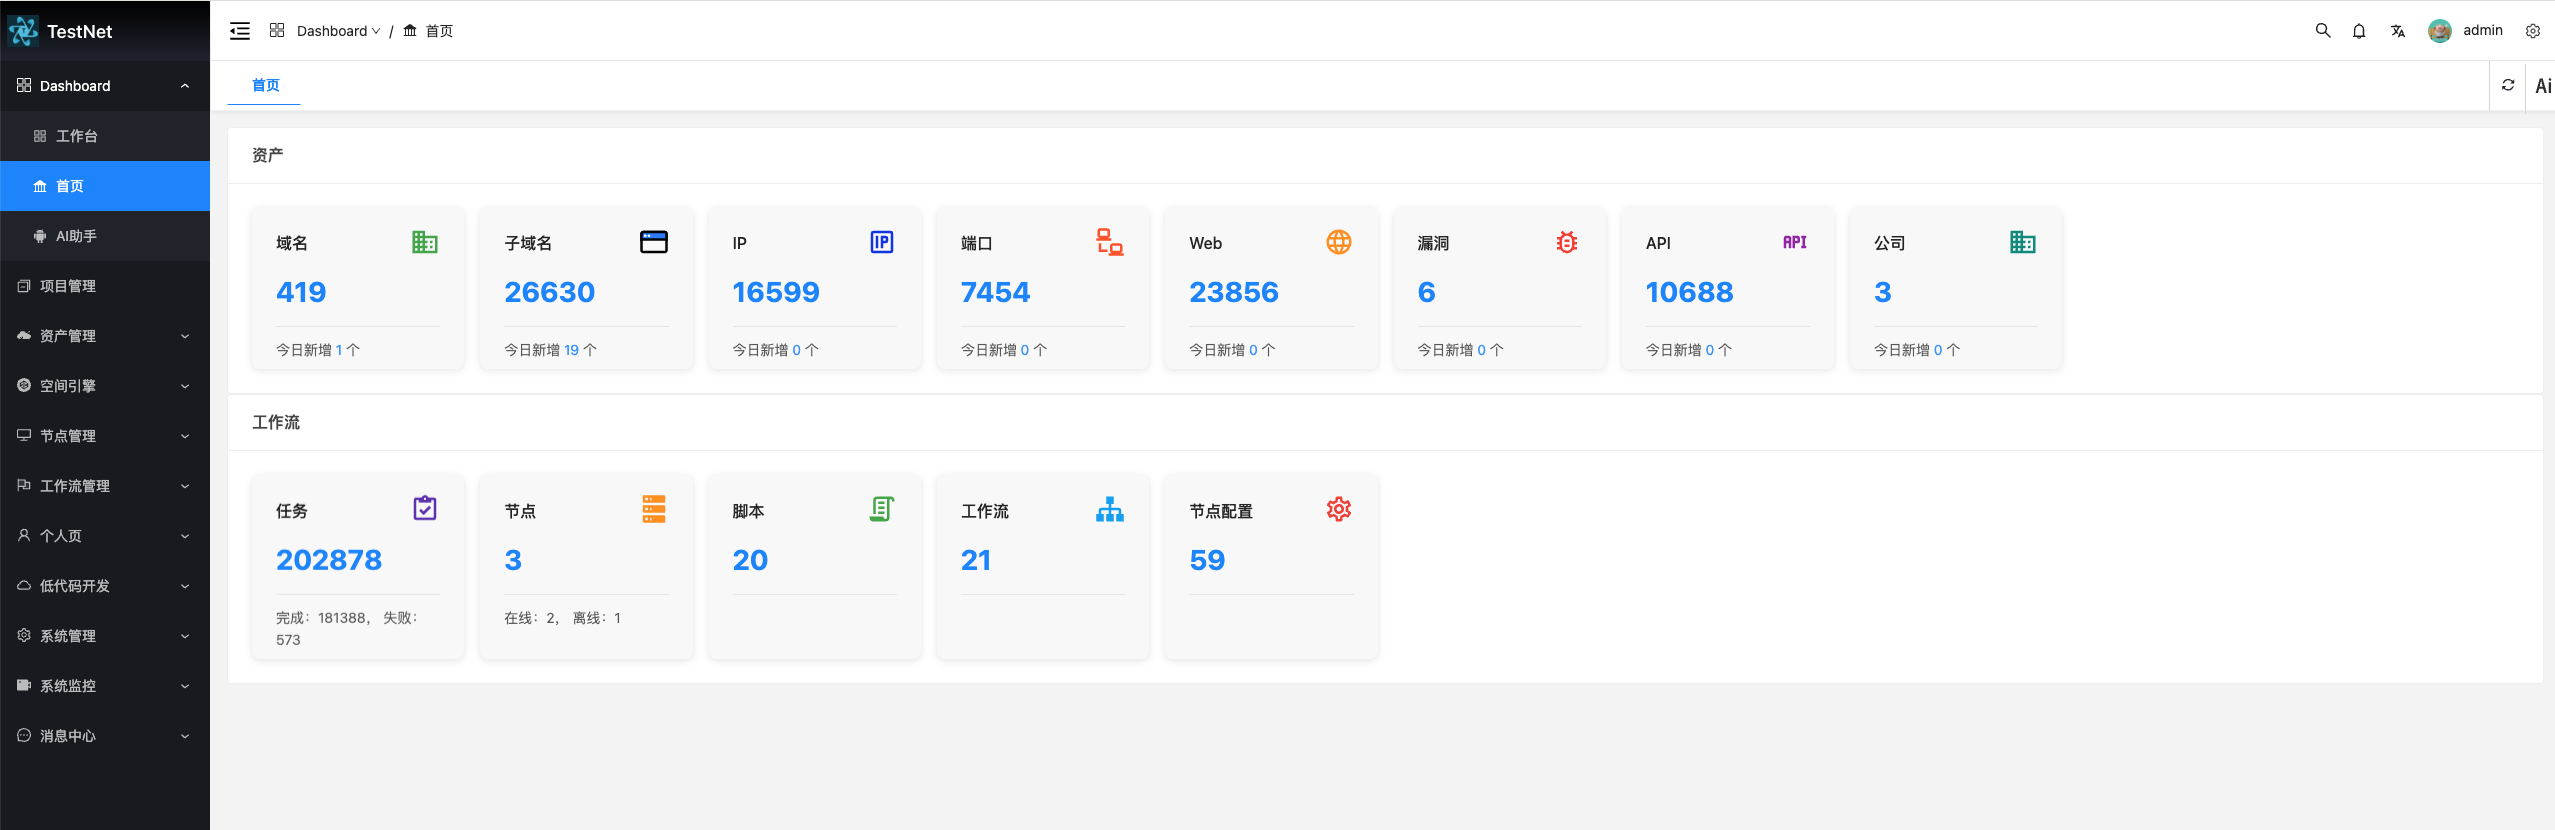 TestNet
Dashboard
工作台
首页
AI助手
项目管理
资产管理
空间引擎
节点管理
工作流管理
个人页
低代码开发
系统管理
系统监控
消息中心
Dashboard / 首页
admin
首页
Ai
资产
域名
419
今日新增 1 个
子域名
26630
今日新增 19 个
IP
IP
16599
今日新增 0 个
端口
7454
今日新增 0 个
Web
23856
今日新增 0 个
漏洞
6
今日新增 0 个
API
API
10688
今日新增 0 个
公司
3
今日新增 0 个
工作流
任务
202878
完成：181388， 失败：
573
节点
3
在线：2， 离线：1
脚本
20
工作流
21
节点配置
59